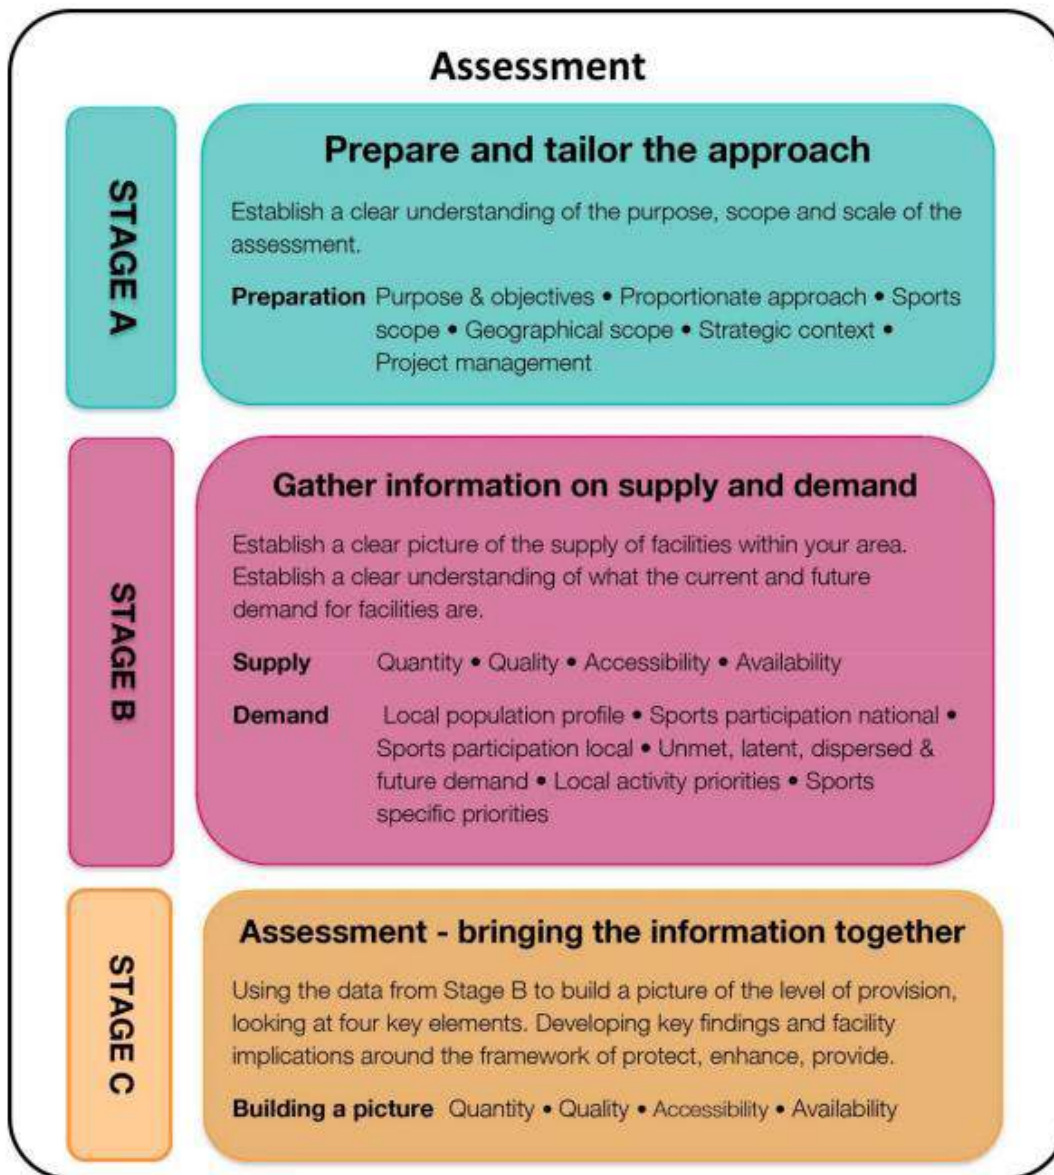 Assessment
STAGE A
Prepare and tailor the approach
Establish a clear understanding of the purpose, scope and scale of the
assessment.
Preparation Purpose & objectives • Proportionate approach • Sports
scope • Geographical scope • Strategic context •
Project management
STAGE B
Gather information on supply and demand
Establish a clear picture of the supply of facilities within your area.
Establish a clear understanding of what the current and future
demand for facilities are.
Supply Quantity • Quality • Accessibility • Availability
Demand Local population profile • Sports participation national •
Sports participation local • Unmet, latent, dispersed &
future demand • Local activity priorities • Sports
specific priorities
STAGE C
Assessment - bringing the information together
Using the data from Stage B to build a picture of the level of provision,
looking at four key elements. Developing key findings and facility
implications around the framework of protect, enhance, provide.
Building a picture Quantity • Quality • Accessibility • Availability